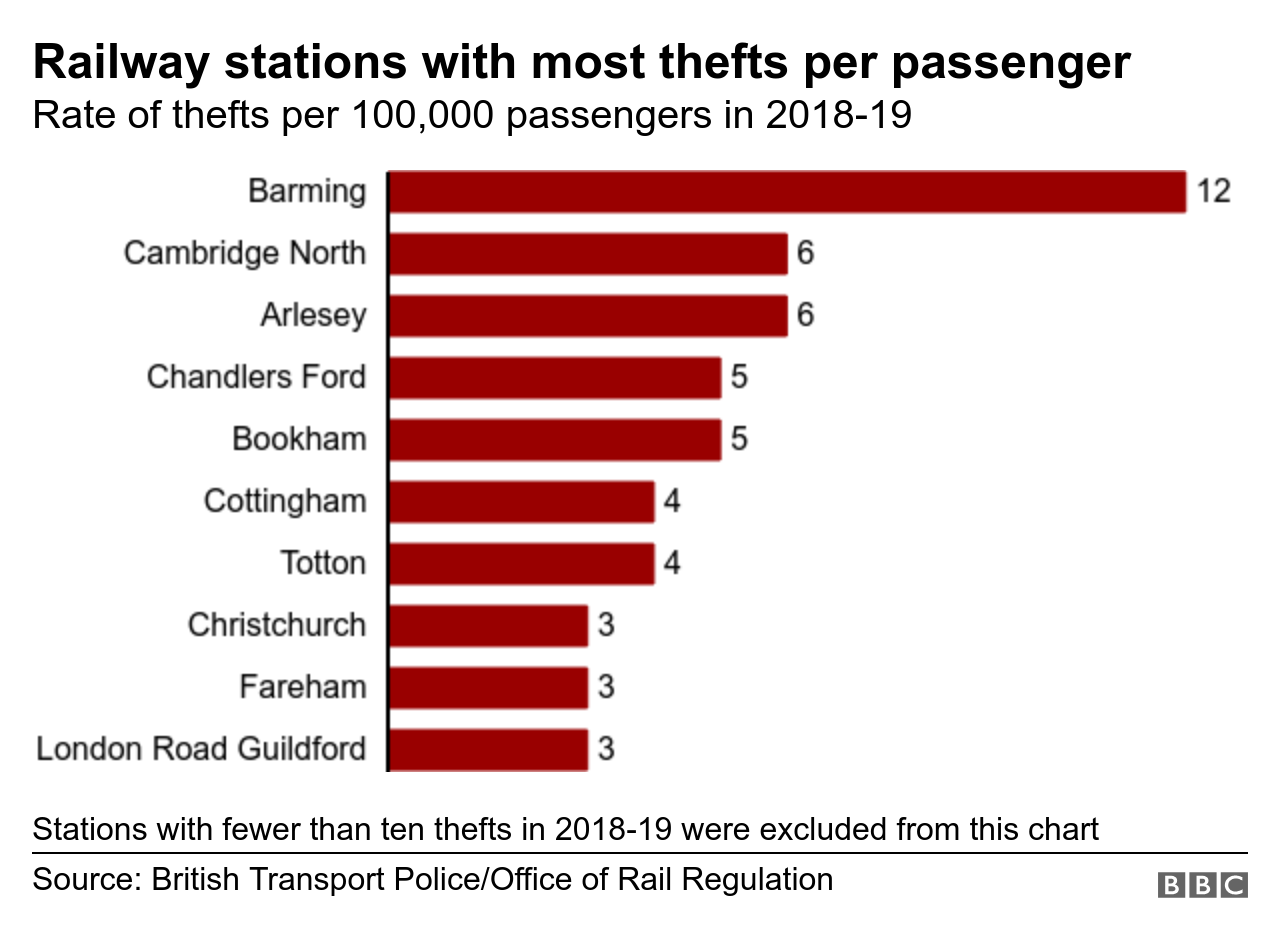 Railway stations with most thefts per passenger
Rate of thefts per 100,000 passengers in 2018-19
Barming 12
Cambridge North 6
Arlesey 6
Chandlers Ford 5
Bookham 5
Cottingham 4
Totton 4
Christchurch 3
Fareham 3
London Road Guildford 3
Stations with fewer than ten thefts in 2018-19 were excluded from this chart
Source: British Transport Police/Office of Rail Regulation
BBC